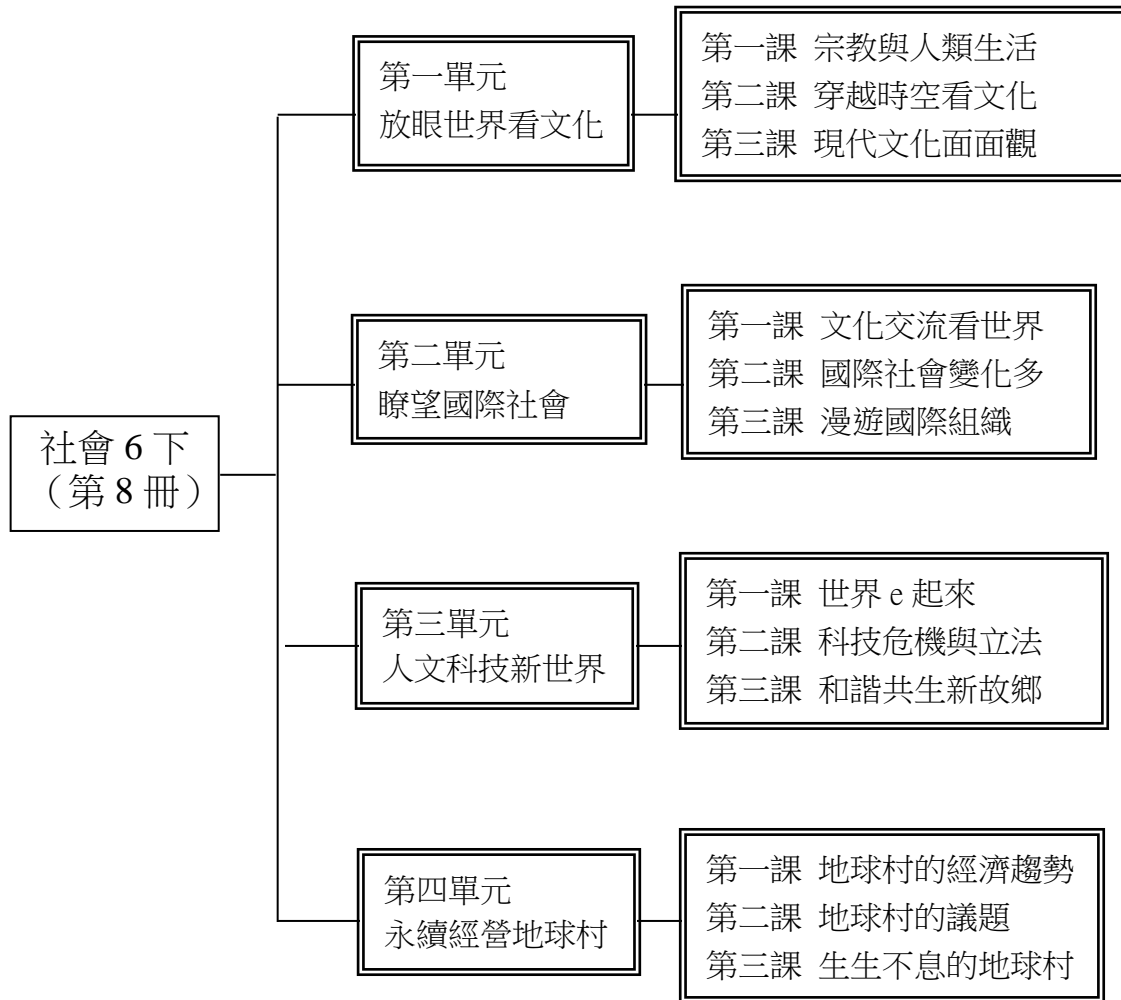 社會 6 下
（第 8 冊）
第一單元
放眼世界看文化
第一課 宗教與人類生活
第二課 穿越時空看文化
第三課 現代文化面面觀
第二單元
瞭望國際社會
第一課 文化交流看世界
第二課 國際社會變化多
第三課 漫遊國際組織
第三單元
人文科技新世界
第一課 世界 e 起來
第二課 科技危機與立法
第三課 和諧共生新故鄉
第四單元
永續經營地球村
第一課 地球村的經濟趨勢
第二課 地球村的議題
第三課 生生不息的地球村